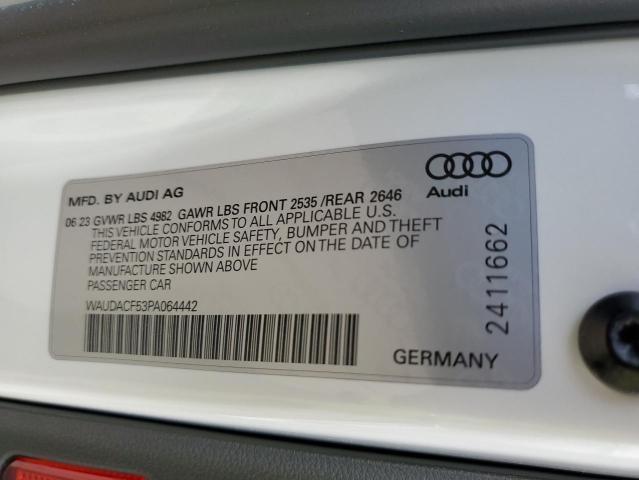 MFD. BY AUDI AG
Audi
06 23 GVWR LBS 4982 GAWR LBS FRONT 2535 /REAR 2646
THIS VEHICLE CONFORMS TO ALL APPLICABLE U.S.
FEDERAL MOTOR VEHICLE SAFETY, BUMPER AND THEFT
PREVENTION STANDARDS IN EFFECT ON THE DATE OF
MANUFACTURE SHOWN ABOVE
PASSENGER CAR
WAUDACF53PA064442
GERMANY
2411662